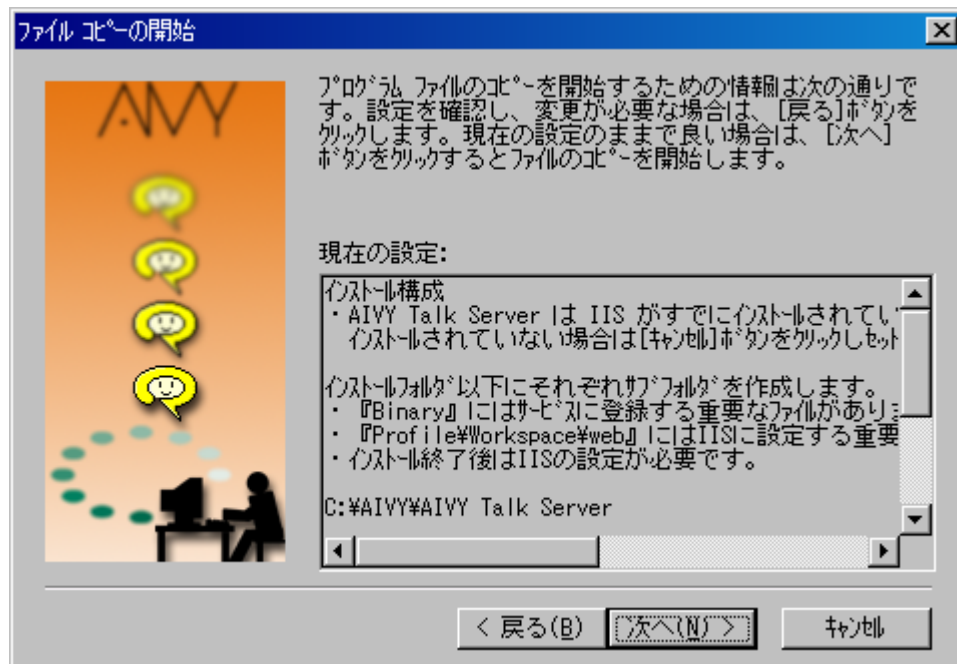 ファイル コピーの開始
AIVY
プログラム ファイルのコピーを開始するための情報は次の通りで
す。設定を確認し、変更が必要な場合は、[戻る]ボタンを
クリックします。現在の設定のままで良い場合は、[次へ]
ボタンをクリックするとファイルのコピーを開始します。
現在の設定:
インストール構成
・AIVY Talk Server は IIS がすでにインストールされてい
インストールされていない場合は[キャンセル]ボタンをクリックしセット
インストールフォルダ以下にそれぞれサブフォルダを作成します。
・『Binary』にはサービスに登録する重要なファイルがあり
・『Profile¥Workspace¥web』にはIISに設定する重要
・インストール終了後はIISの設定が必要です。
C:¥AIVY¥AIVY Talk Server
< 戻る(B)
次へ(N) >
キャンセル